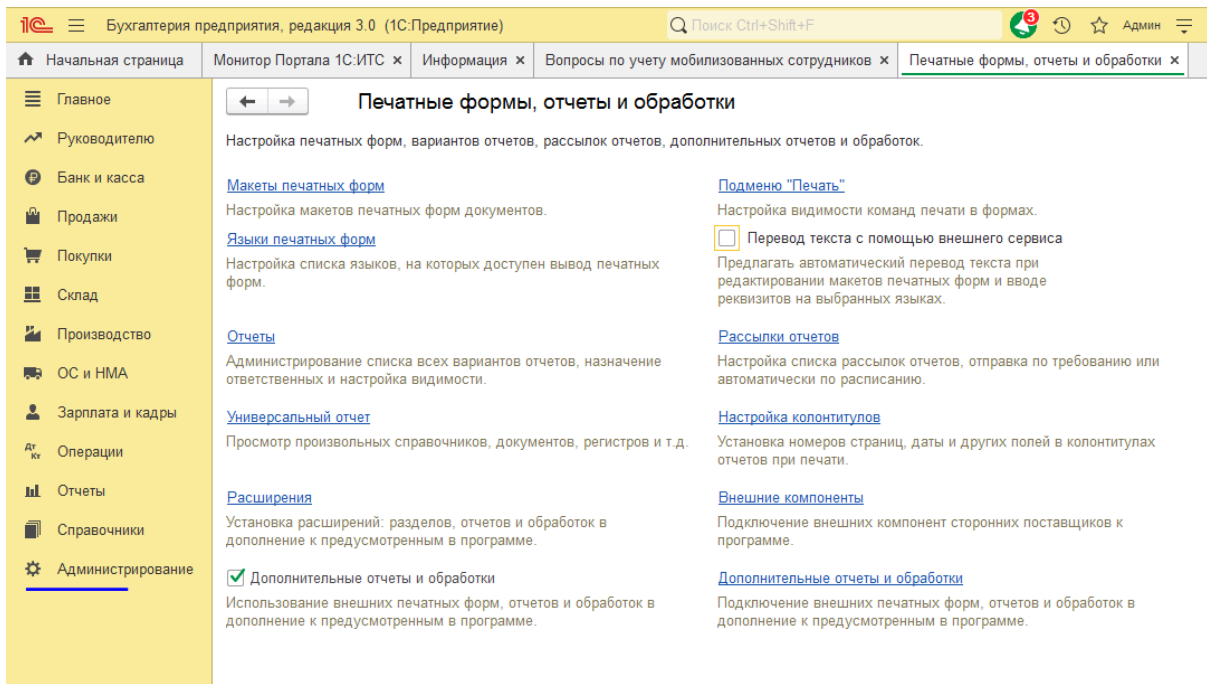 1С Бухгалтерия предприятия, редакция 3.0 (1С:Предприятие) Поиск Ctrl+Shift+F 3 Админ
Начальная страница Монитор Портала 1С:ИТС × Информация × Вопросы по учету мобилизованных сотрудников × Печатные формы, отчеты и обработки ×
Главное
Руководителю
Банк и касса
Продажи
Покупки
Склад
Производство
ОС и НМА
Зарплата и кадры
Дт Кт Операции
Отчеты
Справочники
Администрирование
Печатные формы, отчеты и обработки
Настройка печатных форм, вариантов отчетов, рассылок отчетов, дополнительных отчетов и обработок.
Макеты печатных форм
Настройка макетов печатных форм документов.
Языки печатных форм
Настройка списка языков, на которых доступен вывод печатных
форм.
Отчеты
Администрирование списка всех вариантов отчетов, назначение
ответственных и настройка видимости.
Универсальный отчет
Просмотр произвольных справочников, документов, регистров и т.д.
Расширения
Установка расширений: разделов, отчетов и обработок в
дополнение к предусмотренным в программе.
Дополнительные отчеты и обработки
Использование внешних печатных форм, отчетов и обработок в
дополнение к предусмотренным в программе.
Подменю "Печать"
Настройка видимости команд печати в формах.
Перевод текста с помощью внешнего сервиса
Предлагать автоматический перевод текста при
редактировании макетов печатных форм и вводе
реквизитов на выбранных языках.
Рассылки отчетов
Настройка списка рассылок отчетов, отправка по требованию или
автоматически по расписанию.
Настройка колонтитулов
Установка номеров страниц, даты и других полей в колонтитулах
отчетов при печати.
Внешние компоненты
Подключение внешних компонент сторонних поставщиков к
программе.
Дополнительные отчеты и обработки
Подключение внешних печатных форм, отчетов и обработок в
дополнение к предусмотренным в программе.